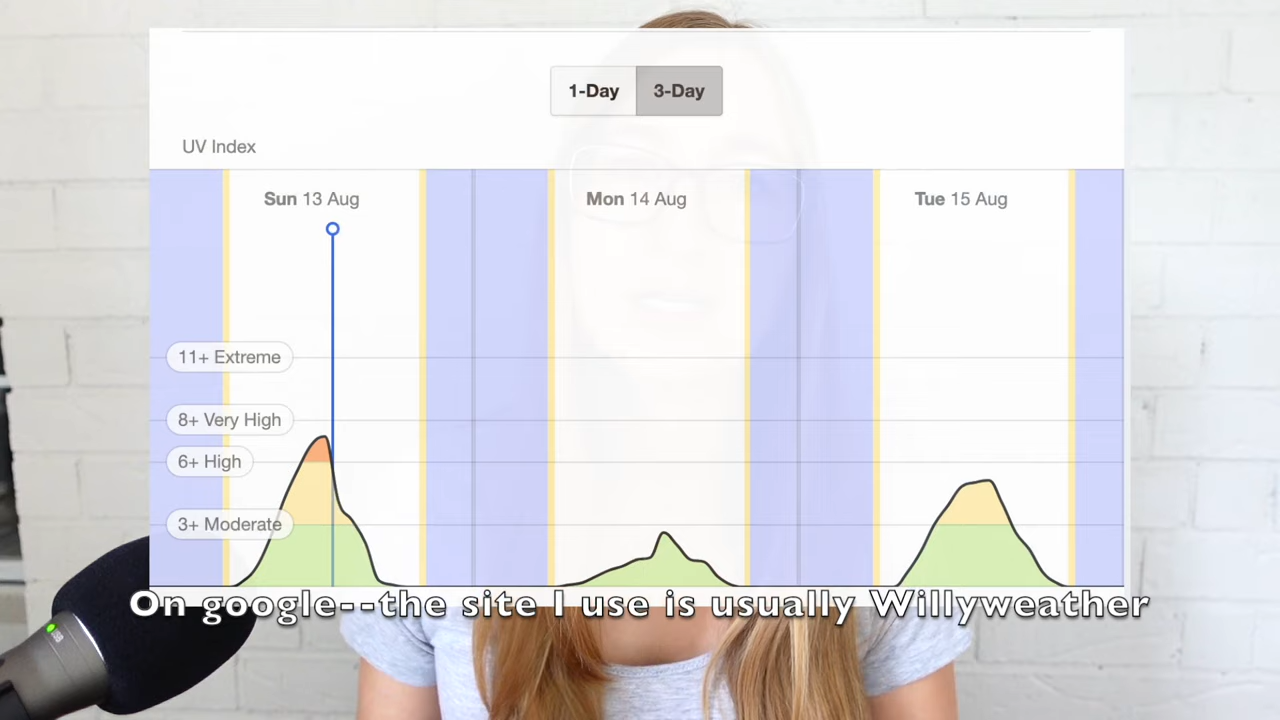 1-Day 3-Day
UV Index
Sun 13 Aug Mon 14 Aug Tue 15 Aug
11+ Extreme
8+ Very High
6+ High
3+ Moderate
On google--the site I use is usually Willyweather